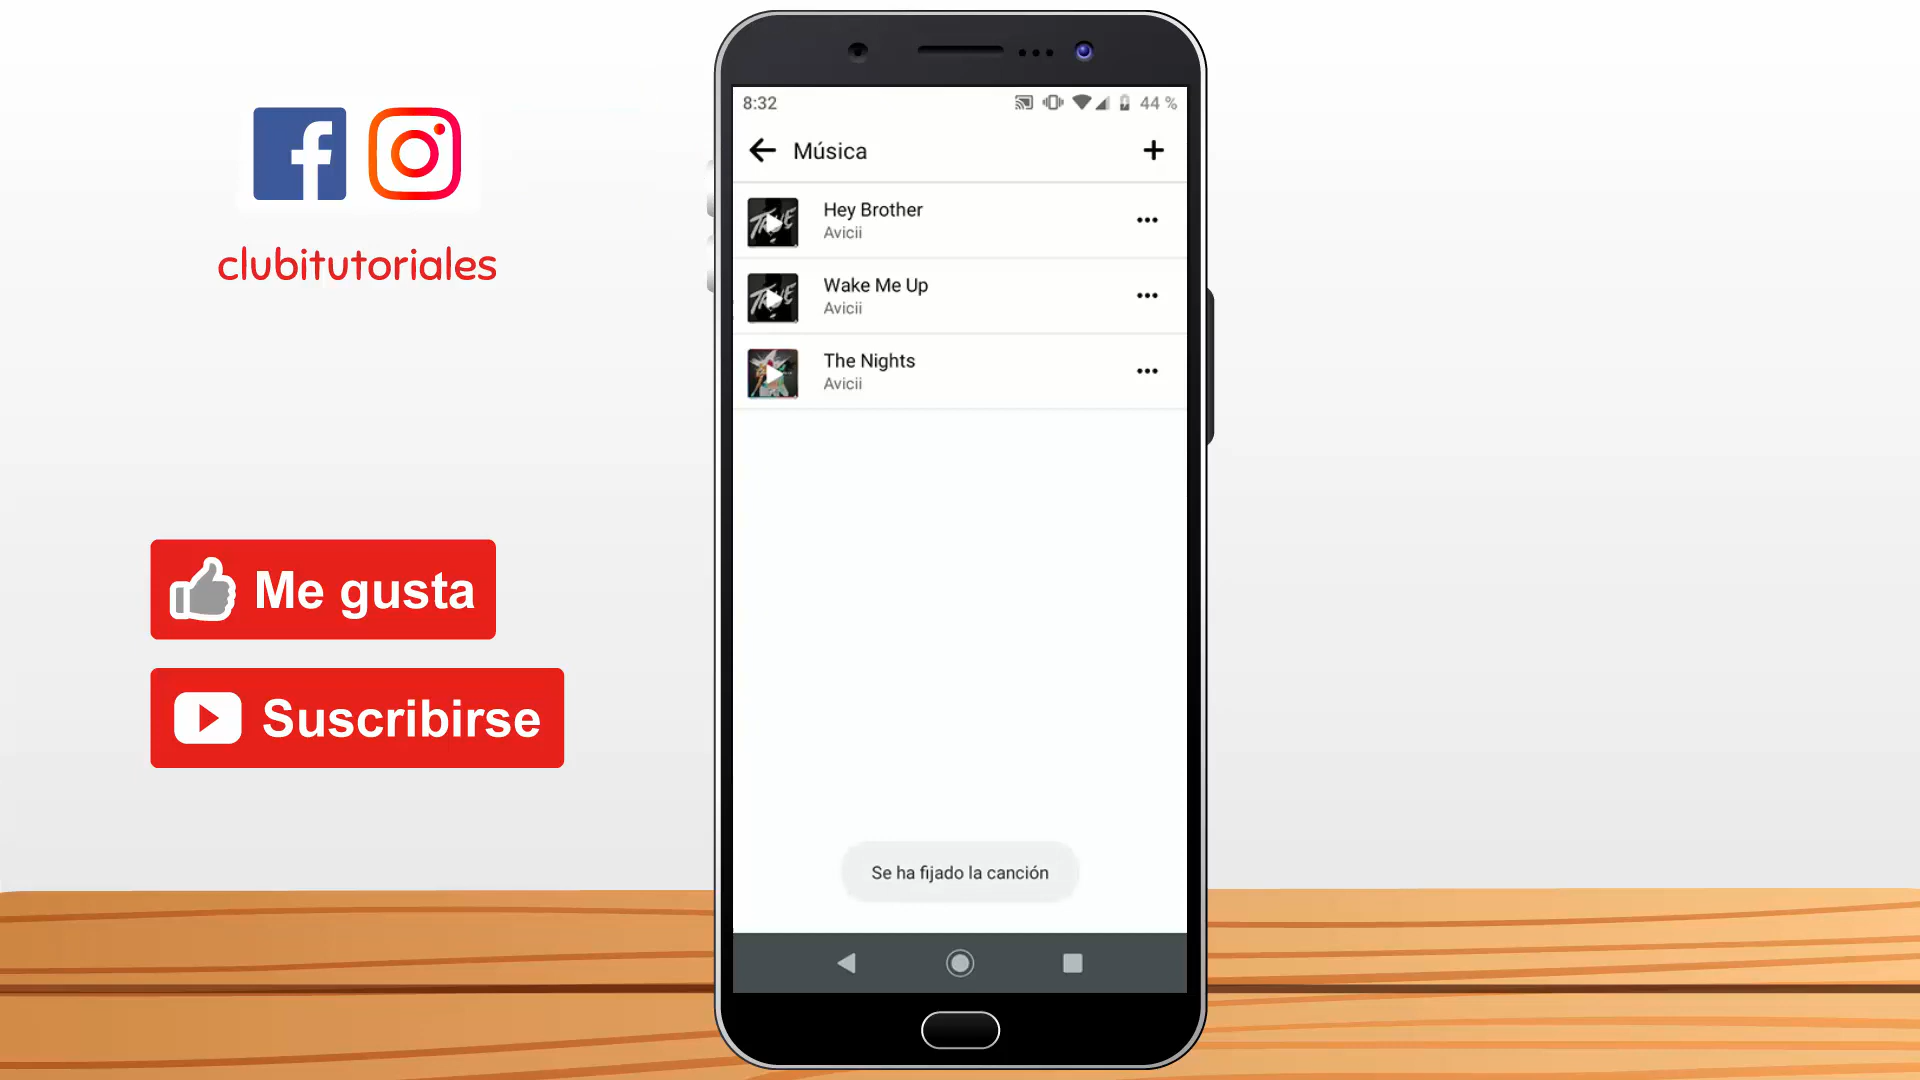 clubitutoriales
Me gusta
Suscribirse
8:32
44 %
Música
Hey Brother
Avicii
Wake Me Up
Avicii
The Nights
Avicii
Se ha fijado la canción